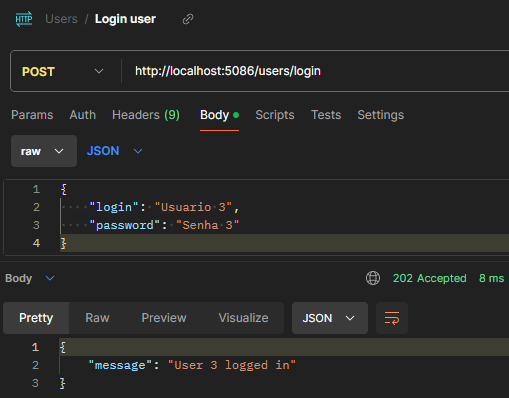 HTTP Users / Login user
POST http://localhost:5086/users/login
Params Auth Headers (9) Body Scripts Tests Settings
raw JSON
1 {
2 "login": "Usuario 3",
3 "password": "Senha 3"
4 }
Body 202 Accepted 8 ms
Pretty Raw Preview Visualize JSON
1 {
2 "message": "User 3 logged in"
3 }